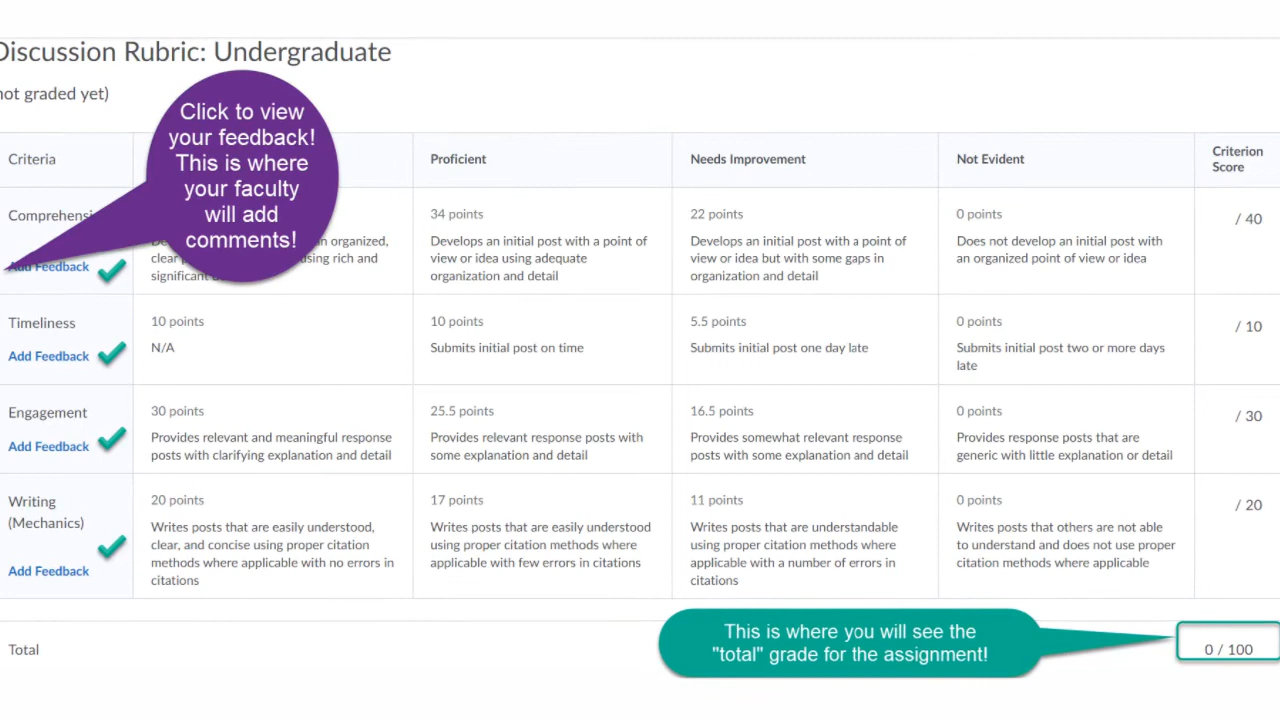 Discussion Rubric: Undergraduate
not graded yet)
Click to view
your feedback!
This is where
your faculty
will add
comments!
Criteria
Proficient
Needs Improvement
Not Evident
Criterion
Score
34 points
Develops an initial post with a point of
view or idea using adequate
organization and detail
22 points
Develops an initial post with a point of
view or idea but with some gaps in
organization and detail
0 points
Does not develop an initial post with
an organized point of view or idea
/ 40
organized,
using rich and
significant
Add Feedback
Timeliness
Add Feedback
10 points
N/A
10 points
Submits initial post on time
5.5 points
Submits initial post one day late
0 points
Submits initial post two or more days
late
/ 10
Engagement
Add Feedback
30 points
Provides relevant and meaningful response
posts with clarifying explanation and detail
25.5 points
Provides relevant response posts with
some explanation and detail
16.5 points
Provides somewhat relevant response
posts with some explanation and detail
0 points
Provides response posts that are
generic with little explanation or detail
/ 30
Writing
(Mechanics)
Add Feedback
20 points
Writes posts that are easily understood,
clear, and concise using proper citation
methods where applicable with no errors in
citations
17 points
Writes posts that are easily understood
using proper citation methods where
applicable with few errors in citations
11 points
Writes posts that are understandable
using proper citation methods where
applicable with a number of errors in
citations
0 points
Writes posts that others are not able
to understand and does not use proper
citation methods where applicable
/ 20
This is where you will see the
"total" grade for the assignment!
Total
0 / 100